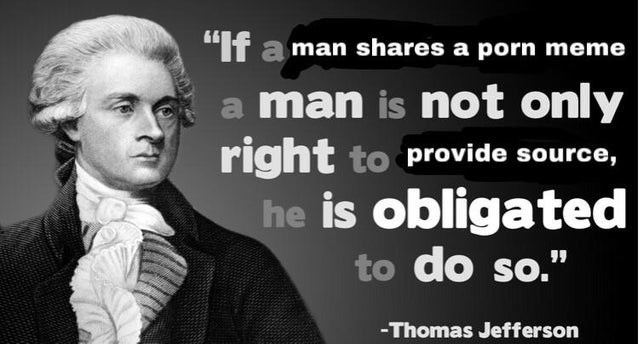 “If a man shares a porn meme
a man is not only
right to provide source,
he is obligated
to do so.”
-Thomas Jefferson